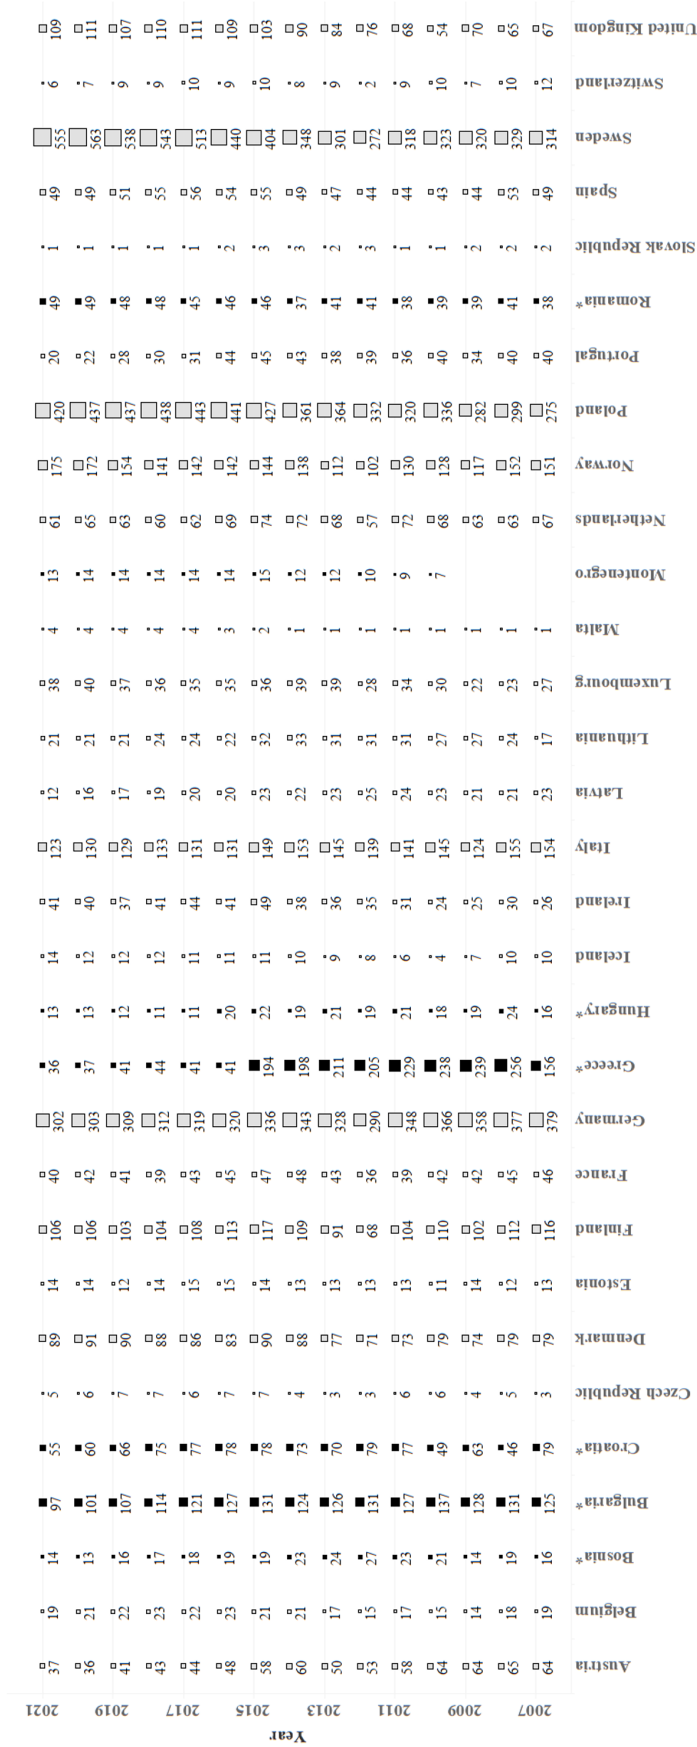 109 111 107 110 111 109 103 90 84 76 68 54 70 65 67 United Kingdom
6 7 9 9 10 9 10 8 9 2 9 10 7 10 12 Switzerland
555 563 538 543 513 440 404 348 301 272 318 323 320 329 314 Sweden
49 49 51 55 56 54 55 49 47 44 44 43 44 53 49 Spain
1 1 1 1 1 2 3 3 2 3 1 1 2 2 2 Slovak Republic
49 49 48 48 45 46 46 37 41 41 38 39 39 41 38 Romania*
20 22 28 30 31 44 45 43 38 39 36 40 34 40 40 Portugal
420 437 437 438 443 441 427 361 364 332 320 336 282 299 275 Poland
175 172 154 141 142 142 144 138 112 102 130 128 117 152 151 Norway
61 65 63 60 62 69 74 72 68 57 72 68 63 63 67 Netherlands
13 14 14 14 14 14 15 12 12 10 9 7 Montenegro
4 4 4 4 4 3 2 1 1 1 1 1 1 1 1 Malta
38 40 37 36 35 35 36 39 39 28 34 30 22 23 27 Luxembourg
21 21 21 24 24 22 32 33 31 31 31 27 27 24 17 Lithuania
12 16 17 19 20 20 23 22 23 25 24 23 21 21 23 Latvia
123 130 129 133 131 131 149 153 145 139 141 145 124 155 154 Italy
41 40 37 41 44 41 49 38 36 35 31 24 25 30 26 Ireland
14 12 12 12 11 11 11 10 9 8 6 4 7 10 10 Iceland
13 13 12 11 11 20 22 19 21 19 21 18 19 24 16 Hungary*
36 37 41 44 41 41 194 198 211 205 229 238 239 256 156 Greece*
302 303 309 312 319 320 336 343 328 290 348 366 358 377 379 Germany
40 42 41 39 43 45 47 48 43 36 39 42 42 45 46 France
106 106 103 104 108 113 117 109 91 68 104 110 102 112 116 Finland
14 14 12 14 15 15 14 13 13 13 13 11 14 12 13 Estonia
89 91 90 88 86 83 90 88 77 71 73 79 74 79 79 Denmark
5 6 7 7 6 7 7 4 3 3 6 6 4 5 3 Czech Republic
55 60 66 75 77 78 78 73 70 79 77 49 63 46 79 Croatia*
97 101 107 114 121 127 131 124 126 131 127 137 128 131 125 Bulgaria*
14 13 16 17 18 19 19 23 24 27 23 21 14 19 16 Bosnia*
19 21 22 23 22 23 21 21 17 15 17 15 14 18 19 Belgium
37 36 41 43 44 48 58 60 50 53 58 64 64 65 64 Austria
2021 2019 2017 2015 2013 2011 2009 2007
Year